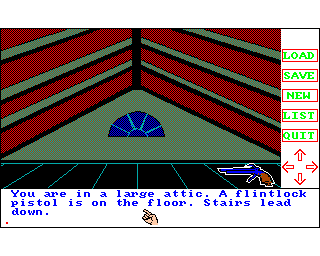 LOAD
SAVE
NEW
LIST
QUIT
You are in a large attic. A flintlock
pistol is on the floor. Stairs lead
down.